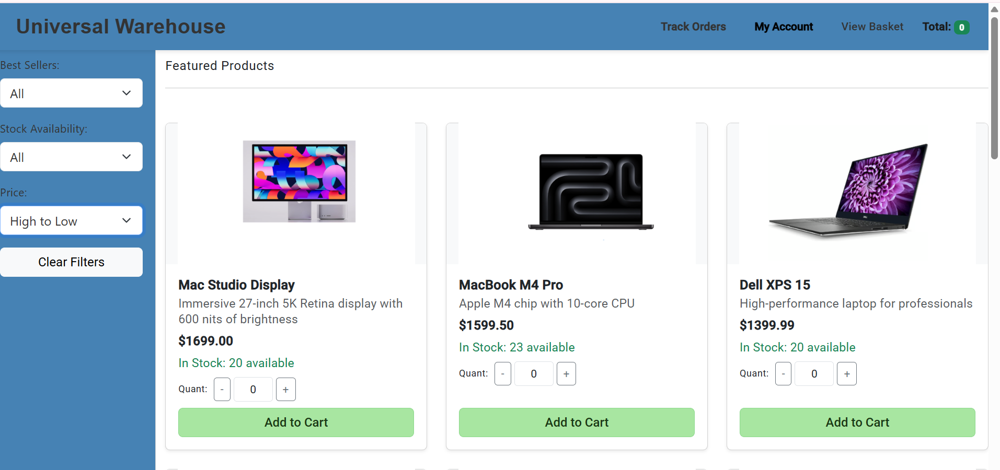 Universal Warehouse
Track Orders
My Account
View Basket
Total: 0
Best Sellers:
All
Stock Availability:
All
Price:
High to Low
Clear Filters
Featured Products
Mac Studio Display
Immersive 27-inch 5K Retina display with
600 nits of brightness
$1699.00
In Stock: 20 available
Quant: - 0 +
Add to Cart
MacBook M4 Pro
Apple M4 chip with 10-core CPU
$1599.50
In Stock: 23 available
Quant: - 0 +
Add to Cart
Dell XPS 15
High-performance laptop for professionals
$1399.99
In Stock: 20 available
Quant: - 0 +
Add to Cart